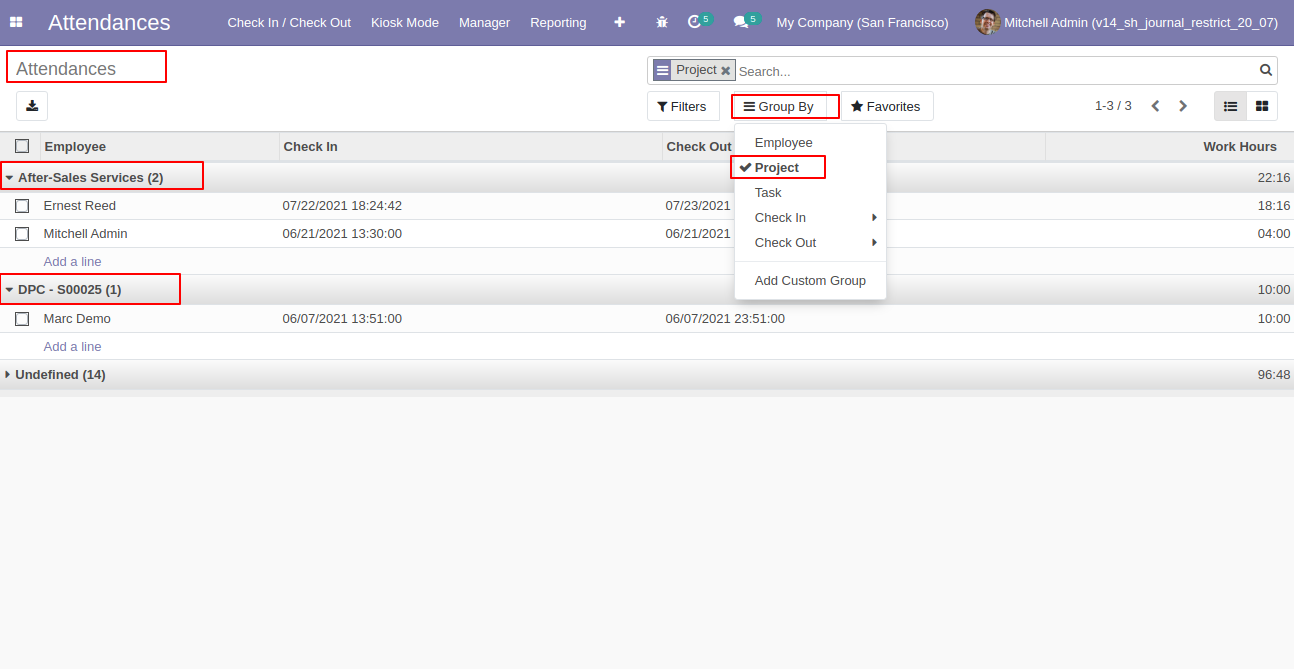 Attendances Check In / Check Out Kiosk Mode Manager Reporting 5 5 My Company (San Francisco) Mitchell Admin (v14_sh_journal_restrict_20_07)
Attendances
Project Search...
Filters Group By Favorites 1-3 / 3
Employee
Project
Task
Check In
Check Out
Add Custom Group
Employee Check In Check Out Work Hours
After-Sales Services (2) 22:16
Ernest Reed 07/22/2021 18:24:42 07/23/2021 18:16
Mitchell Admin 06/21/2021 13:30:00 06/21/2021 04:00
Add a line
DPC - S00025 (1) 10:00
Marc Demo 06/07/2021 13:51:00 06/07/2021 23:51:00 10:00
Add a line
Undefined (14) 96:48